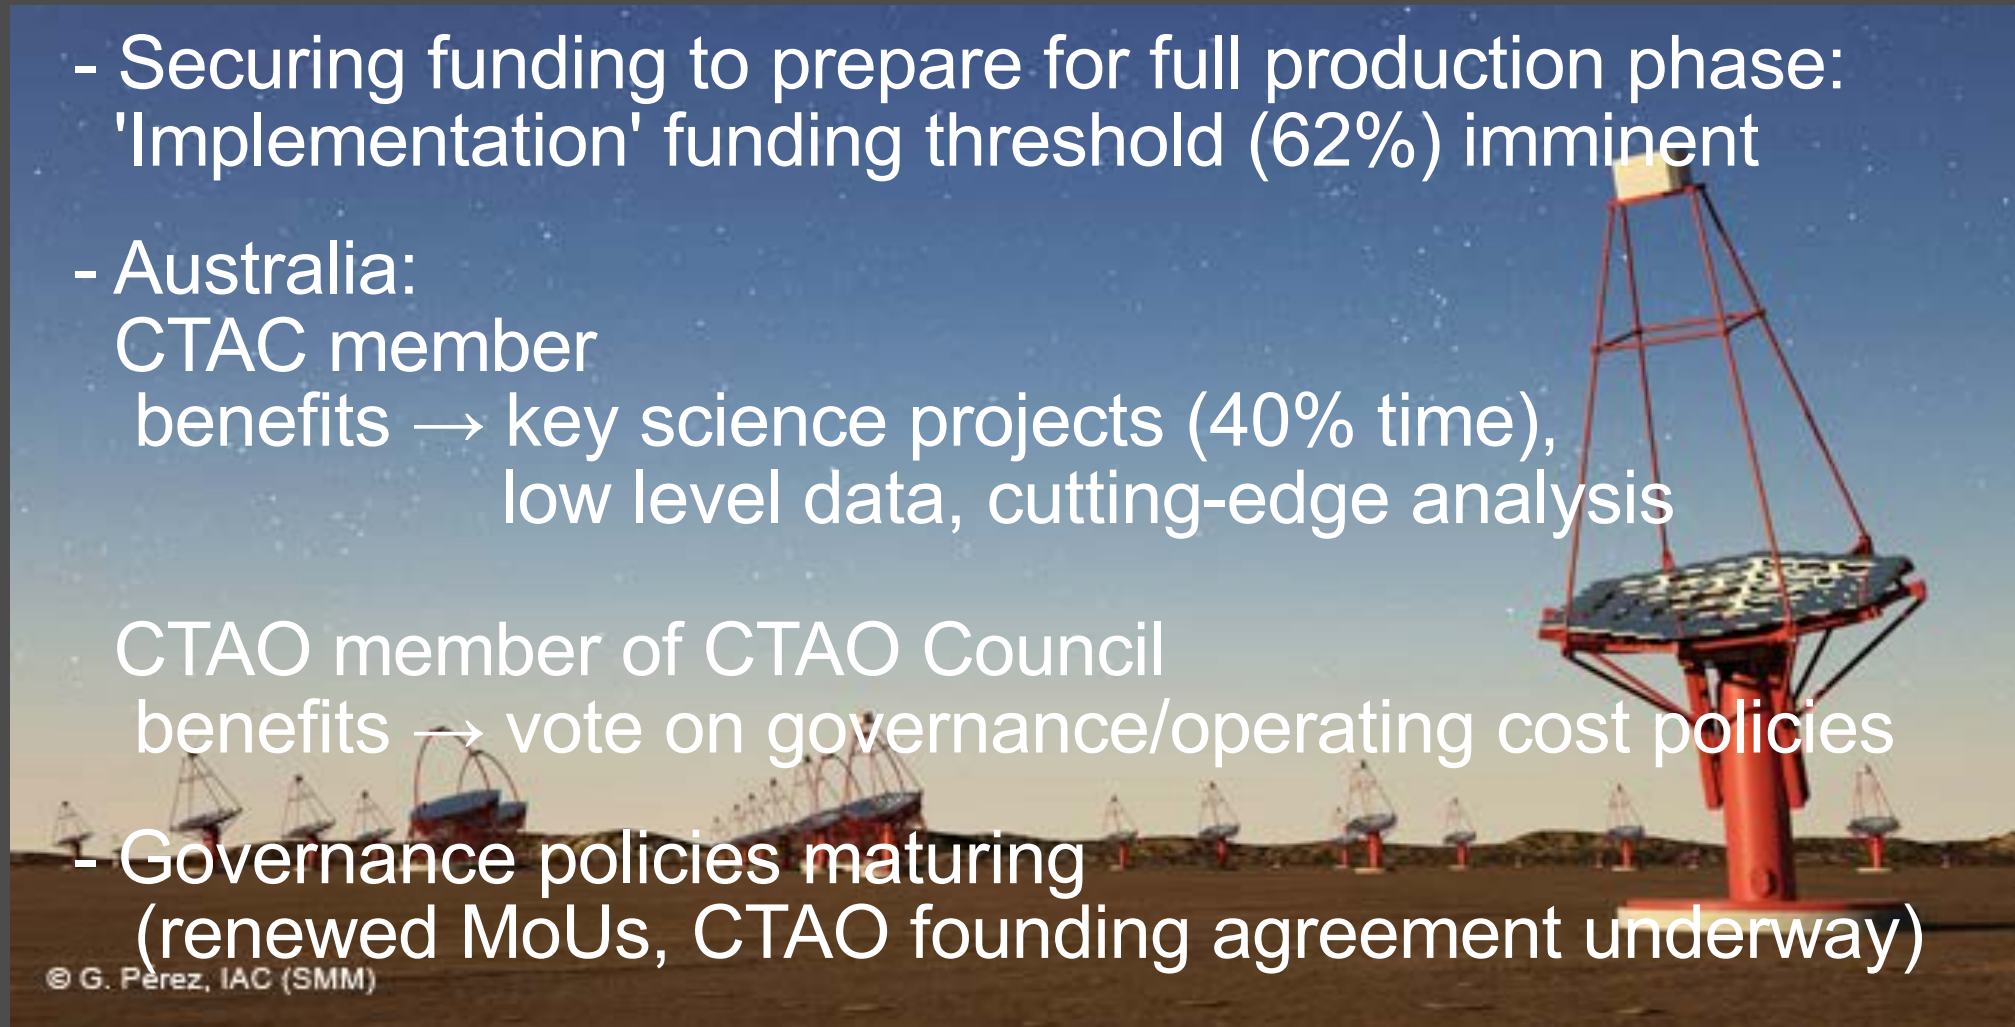 - Securing funding to prepare for full production phase:
'Implementation' funding threshold (62%) imminent
- Australia:
CTAC member
benefits → key science projects (40% time),
low level data, cutting-edge analysis
CTAO member of CTAO Council
benefits → vote on governance/operating cost policies
- Governance policies maturing
(renewed MoUs, CTAO founding agreement underway)
© G. Pérez, IAC (SMM)